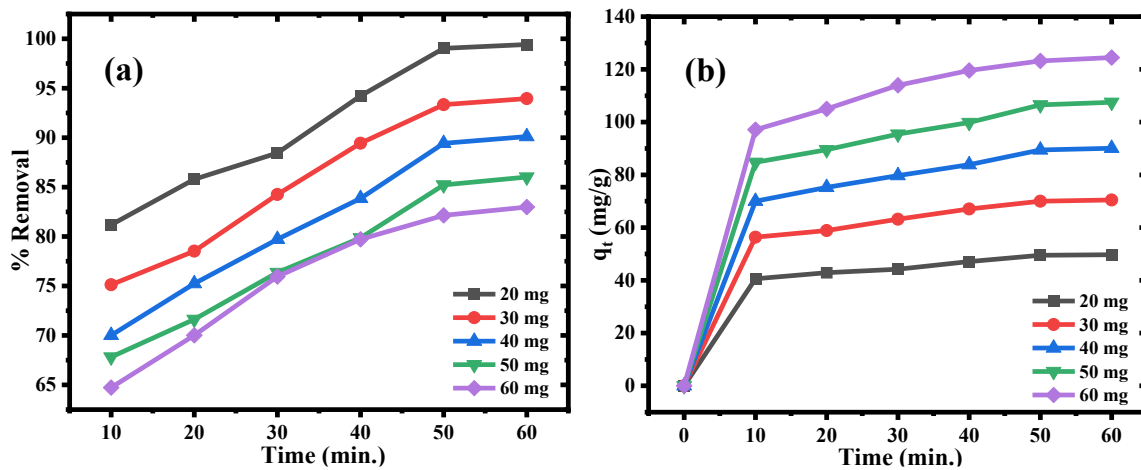 (a)
% Removal
100
95
90
85
80
75
70
65
10 20 30 40 50 60
Time (min.)
20 mg
30 mg
40 mg
50 mg
60 mg
(b)
qt (mg/g)
140
120
100
80
60
40
20
0
0 10 20 30 40 50 60
Time (min.)
20 mg
30 mg
40 mg
50 mg
60 mg